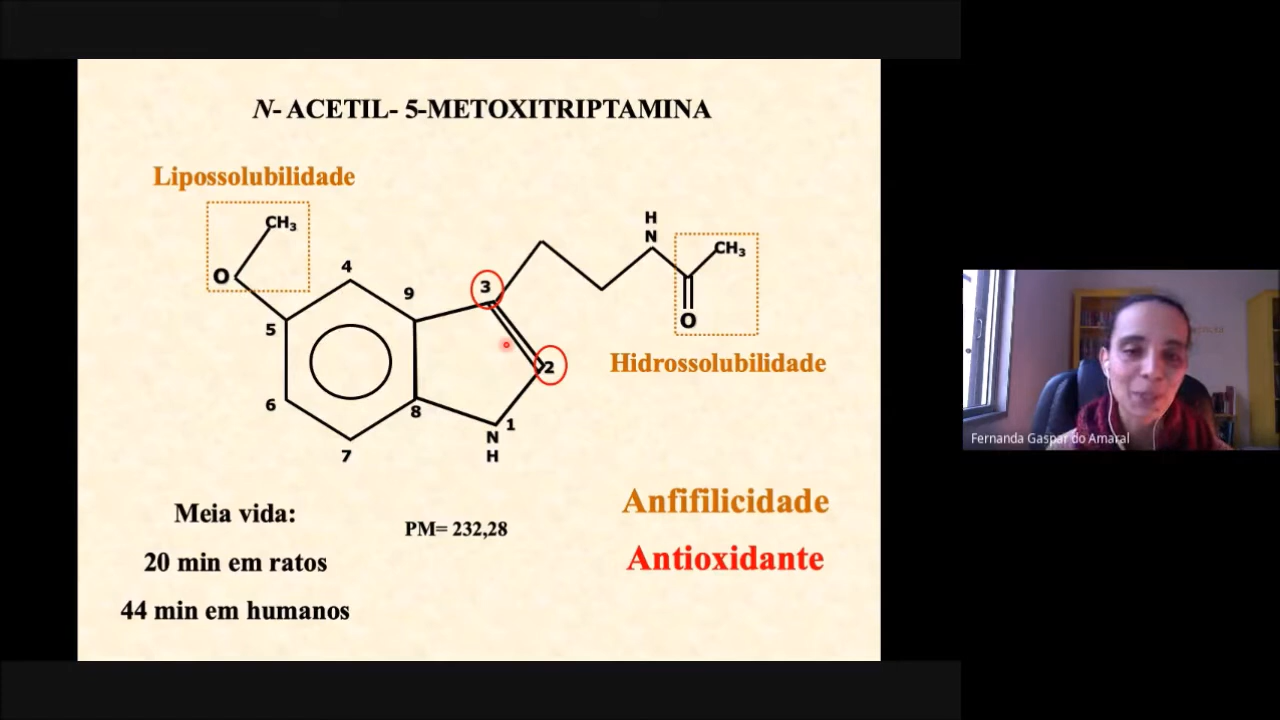 N- ACETIL- 5-METOXITRIPTAMINA
Lipossolubilidade
CH3
O
H
N
CH3
O
4
9
3
5
2
6
8
1
N
H
7
Hidrossolubilidade
Meia vida:
20 min em ratos
44 min em humanos
PM= 232,28
Anfifilicidade
Antioxidante
Fernanda Gaspar do Amaral